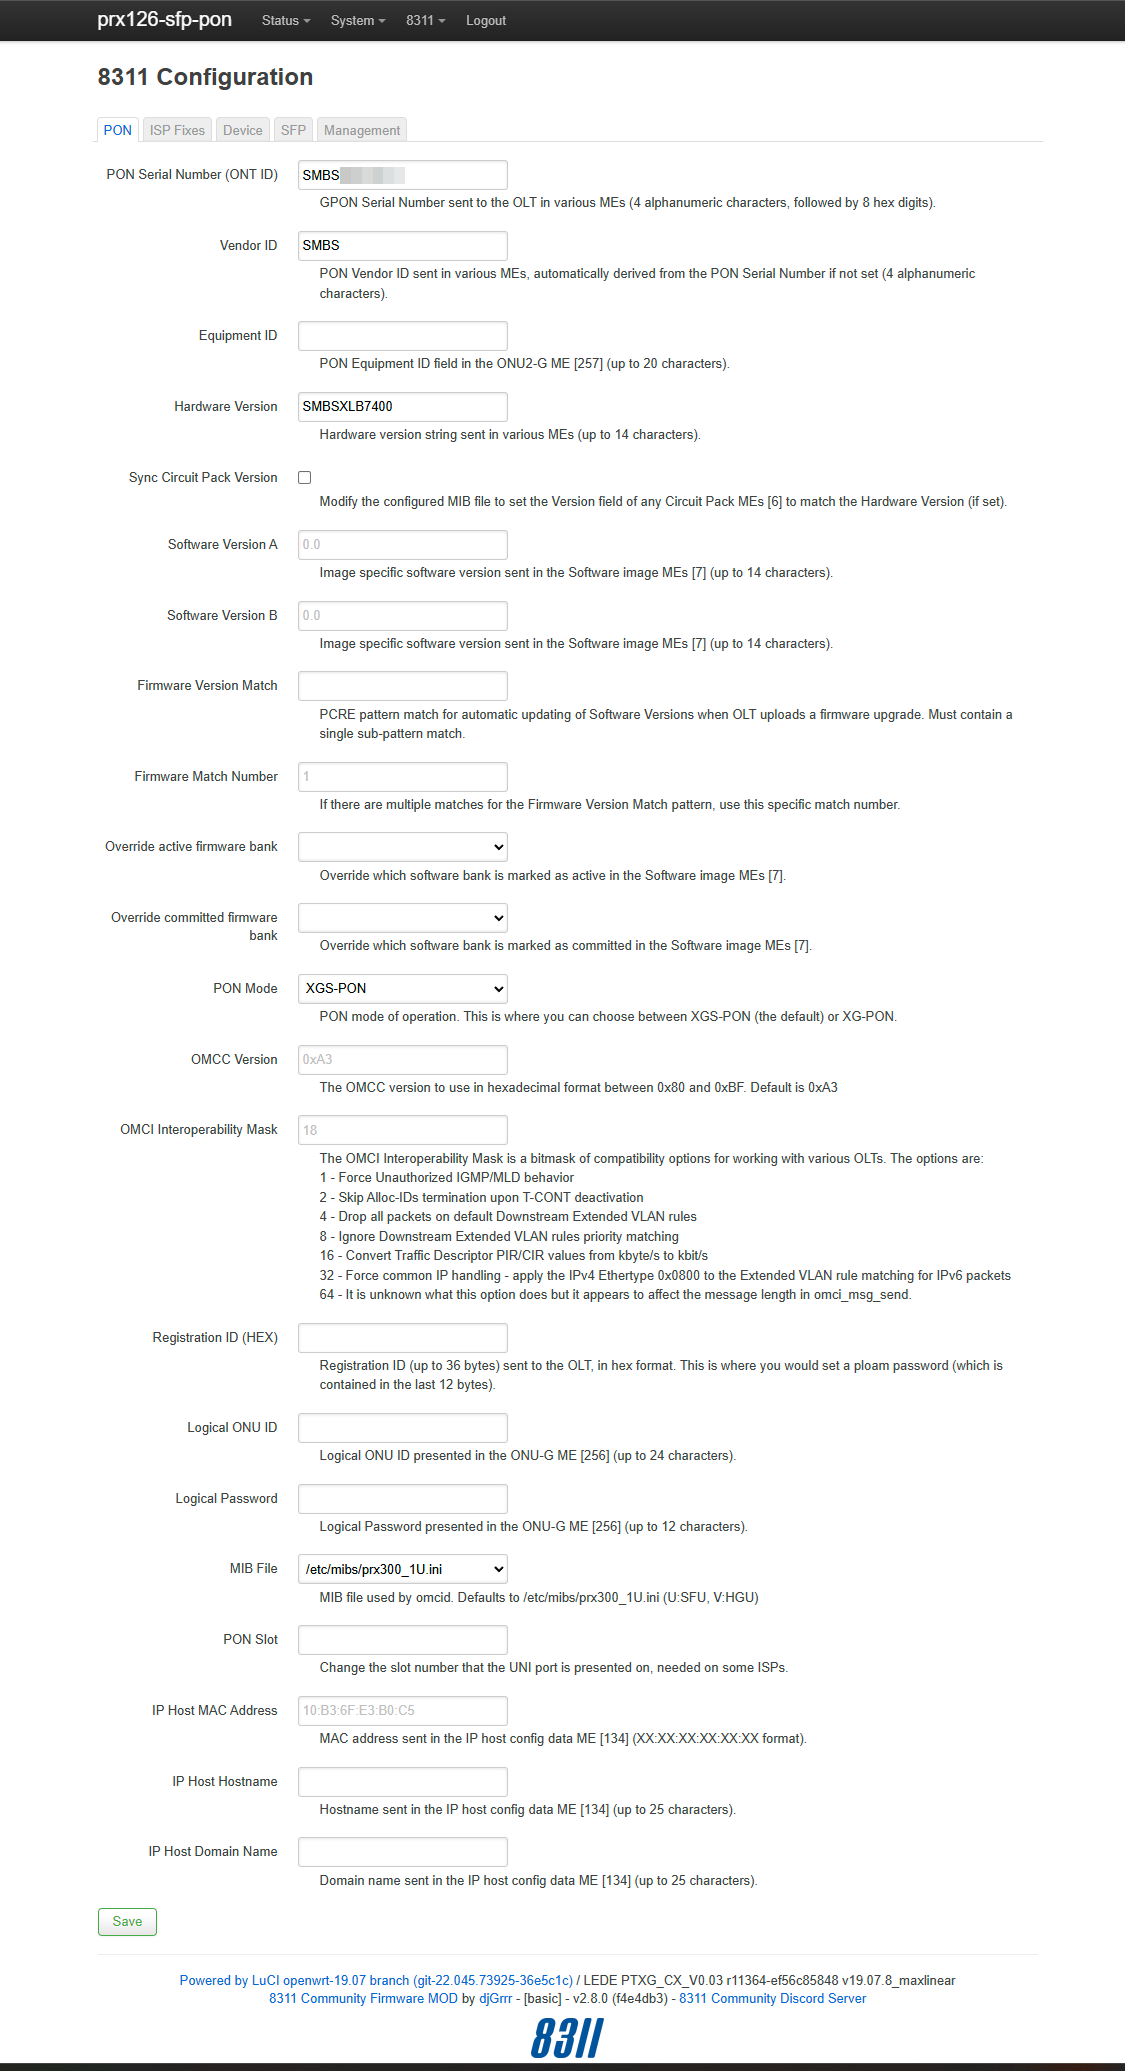 prx126-sfp-pon Status System 8311 Logout
8311 Configuration
PON ISP Fixes Device SFP Management
PON Serial Number (ONT ID) SMBS
GPON Serial Number sent to the OLT in various MEs (4 alphanumeric characters, followed by 8 hex digits).
Vendor ID SMBS
PON Vendor ID sent in various MEs, automatically derived from the PON Serial Number if not set (4 alphanumeric
characters).
Equipment ID
PON Equipment ID field in the ONU2-G ME [257] (up to 20 characters).
Hardware Version SMBSXLB7400
Hardware version string sent in various MEs (up to 14 characters).
Sync Circuit Pack Version
Modify the configured MIB file to set the Version field of any Circuit Pack MEs [6] to match the Hardware Version (if set).
Software Version A 0.0
Image specific software version sent in the Software image MEs [7] (up to 14 characters).
Software Version B 0.0
Image specific software version sent in the Software image MEs [7] (up to 14 characters).
Firmware Version Match
PCRE pattern match for automatic updating of Software Versions when OLT uploads a firmware upgrade. Must contain a
single sub-pattern match.
Firmware Match Number 1
If there are multiple matches for the Firmware Version Match pattern, use this specific match number.
Override active firmware bank
Override which software bank is marked as active in the Software image MEs [7].
Override committed firmware
bank
Override which software bank is marked as committed in the Software image MEs [7].
PON Mode XGS-PON
PON mode of operation. This is where you can choose between XGS-PON (the default) or XG-PON.
OMCC Version 0xA3
The OMCC version to use in hexadecimal format between 0x80 and 0xBF. Default is 0xA3
OMCI Interoperability Mask 18
The OMCI Interoperability Mask is a bitmask of compatibility options for working with various OLTs. The options are:
1 - Force Unauthorized IGMP/MLD behavior
2 - Skip Alloc-IDs termination upon T-CONT deactivation
4 - Drop all packets on default Downstream Extended VLAN rules
8 - Ignore Downstream Extended VLAN rules priority matching
16 - Convert Traffic Descriptor PIR/CIR values from kbyte/s to kbit/s
32 - Force common IP handling - apply the IPv4 Ethertype 0x0800 to the Extended VLAN rule matching for IPv6 packets
64 - It is unknown what this option does but it appears to affect the message length in omci_msg_send.
Registration ID (HEX)
Registration ID (up to 36 bytes) sent to the OLT, in hex format. This is where you would set a ploam password (which is
contained in the last 12 bytes).
Logical ONU ID
Logical ONU ID presented in the ONU-G ME [256] (up to 24 characters).
Logical Password
Logical Password presented in the ONU-G ME [256] (up to 12 characters).
MIB File /etc/mibs/prx300_1U.ini
MIB file used by omcid. Defaults to /etc/mibs/prx300_1U.ini (U:SFU, V:HGU)
PON Slot
Change the slot number that the UNI port is presented on, needed on some ISPs.
IP Host MAC Address 10:B3:6F:E3:B0:C5
MAC address sent in the IP host config data ME [134] (XX:XX:XX:XX:XX:XX format).
IP Host Hostname
Hostname sent in the IP host config data ME [134] (up to 25 characters).
IP Host Domain Name
Domain name sent in the IP host config data ME [134] (up to 25 characters).
Save
Powered by LuCI openwrt-19.07 branch (git-22.045.73925-36e5c1c) / LEDE PTXG_CX_V0.03 r11364-ef56c85848 v19.07.8_maxlinear
8311 Community Firmware MOD by djGrrr - [basic] - v2.8.0 (f4e4db3) - 8311 Community Discord Server
8311